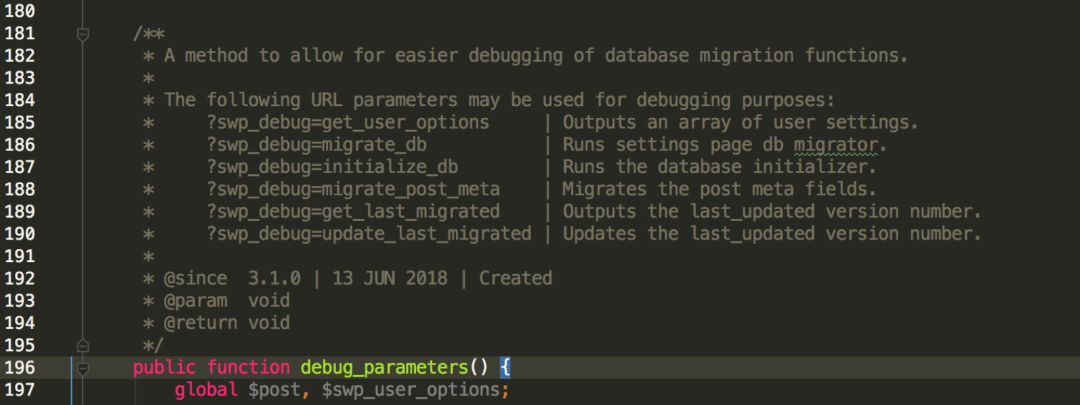 180
181 /**
182 * A method to allow for easier debugging of database migration functions.
183 *
184 * The following URL parameters may be used for debugging purposes:
185 *     ?swp_debug=get_user_options     | Outputs an array of user settings.
186 *     ?swp_debug=migrate_db           | Runs settings page db migrator.
187 *     ?swp_debug=initialize_db        | Runs the database initializer.
188 *     ?swp_debug=migrate_post_meta    | Migrates the post meta fields.
189 *     ?swp_debug=get_last_migrated    | Outputs the last_updated version number.
190 *     ?swp_debug=update_last_migrated | Updates the last_updated version number.
191 *
192 * @since  3.1.0 | 13 JUN 2018 | Created
193 * @param  void
194 * @return void
195 */
196 public function debug_parameters() {
197     global $post, $swp_user_options;